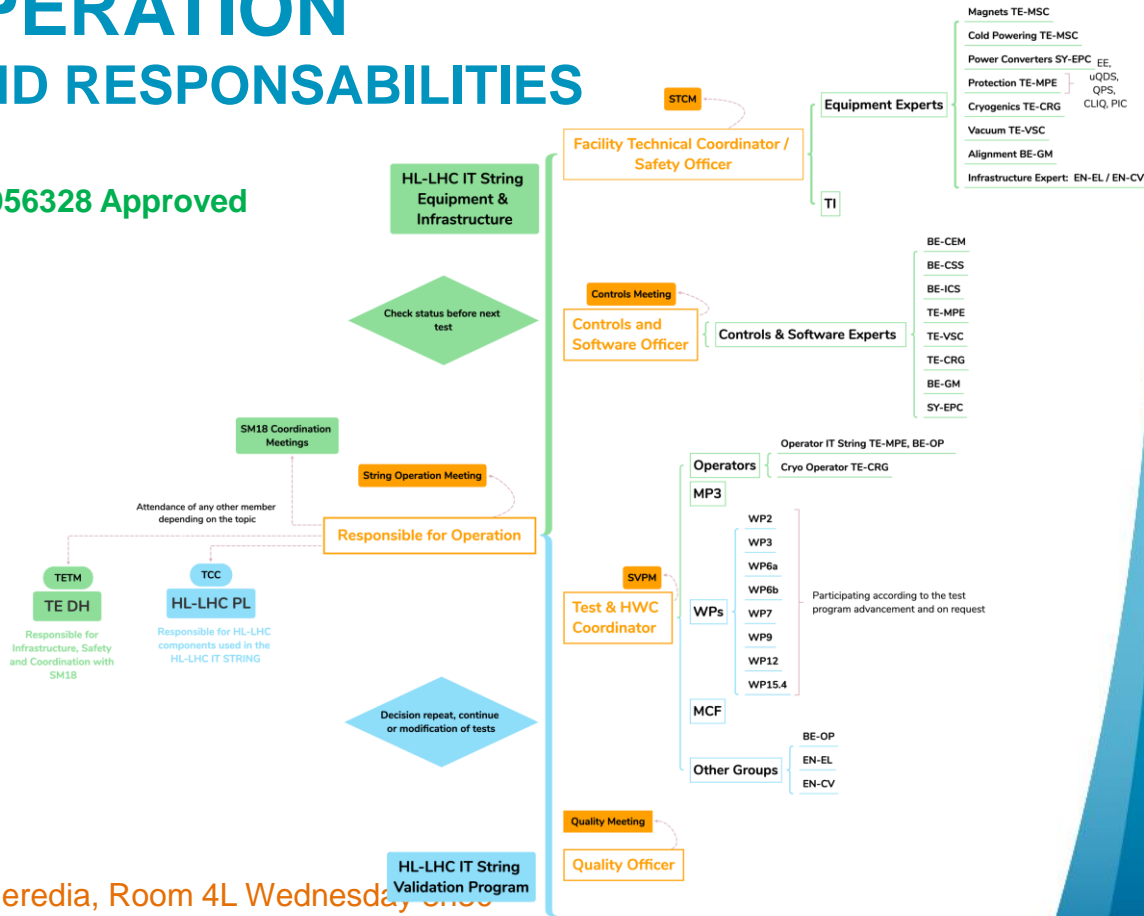 PERATION
ND RESPONSABILITIES
056328 Approved
HL-LHC IT String
Equipment &
Infrastructure
Check status before next
test
SM18 Coordination
Meetings
String Operation Meeting
Attendance of any other member
depending on the topic
Responsible for Operation
TETM
TE DH
Responsible for
Infrastructure, Safety
and Coordination with
SM18
TCC
HL-LHC PL
Responsible for HL-LHC
components used in the
HL-LHC IT STRING
Decision repeat, continue
or modification of tests
HL-LHC IT String
Validation Program
STCM
Facility Technical Coordinator /
Safety Officer
Equipment Experts
Magnets TE-MSC
Cold Powering TE-MSC
Power Converters SY-EPC
Protection TE-MPE
EE,
uQDS,
QPS,
CLIQ, PIC
Cryogenics TE-CRG
Vacuum TE-VSC
Alignment BE-GM
Infrastructure Expert: EN-EL / EN-CV
TI
Controls Meeting
Controls and
Software Officer
Controls & Software Experts
BE-CEM
BE-CSS
BE-ICS
TE-MPE
TE-VSC
TE-CRG
BE-GM
SY-EPC
SVPM
Test & HWC
Coordinator
Operators
Operator IT String TE-MPE, BE-OP
Cryo Operator TE-CRG
MP3
WPs
WP2
WP3
WP6a
WP6b
WP7
WP9
WP12
WP15.4
Participating according to the test
program advancement and on request
MCF
Other Groups
BE-OP
EN-EL
EN-CV
Quality Meeting
Quality Officer
eredia, Room 4L Wednesday